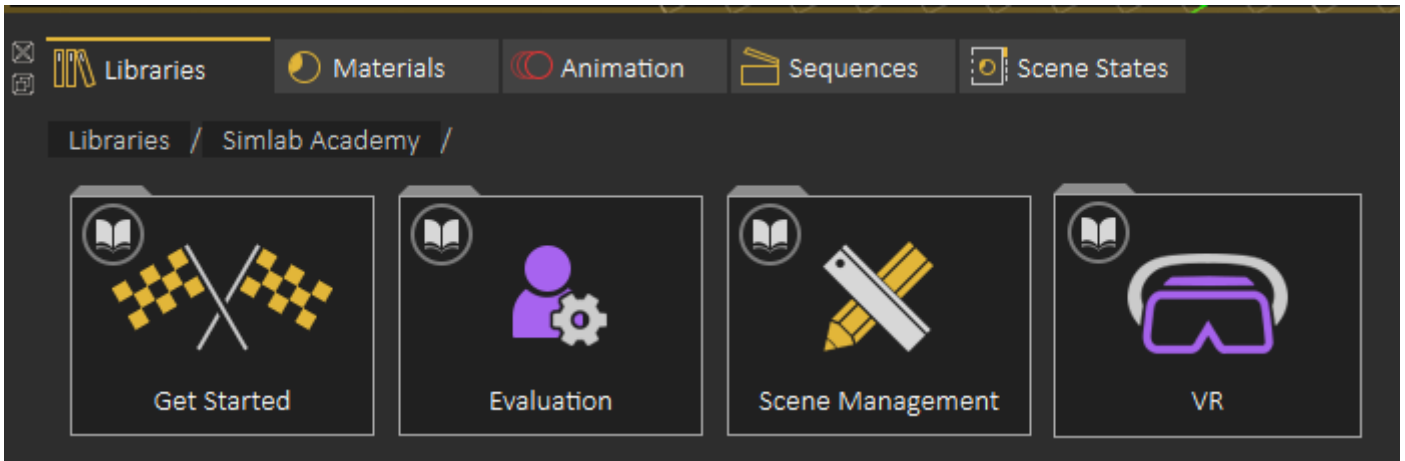 Libraries Materials Animation Sequences Scene States
Libraries / Simlab Academy /
Get Started Evaluation Scene Management VR